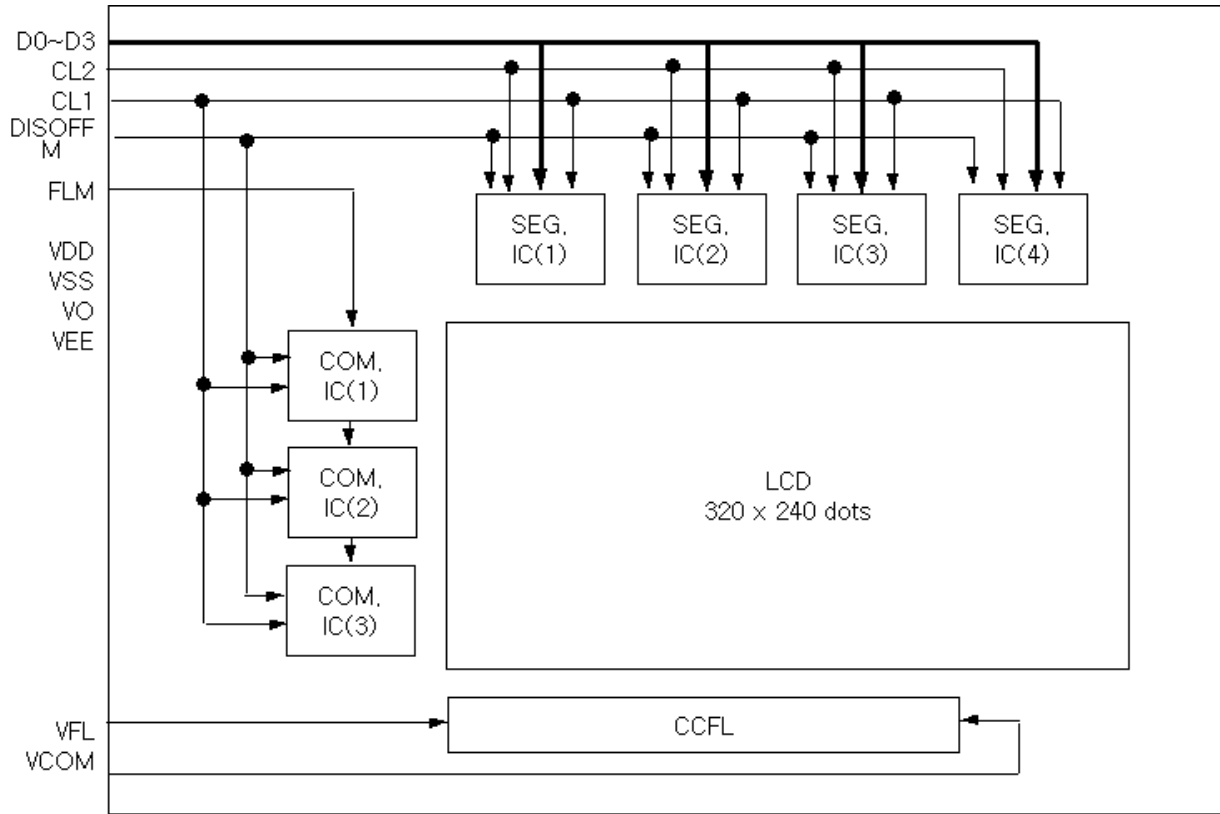 D0~D3
CL2
CL1
DISOFF
M
FLM
VDD
VSS
VO
VEE
SEG,
IC(1)
SEG,
IC(2)
SEG,
IC(3)
SEG,
IC(4)
COM,
IC(1)
COM,
IC(2)
COM,
IC(3)
LCD
320 x 240 dots
VFL
VCOM
CCFL